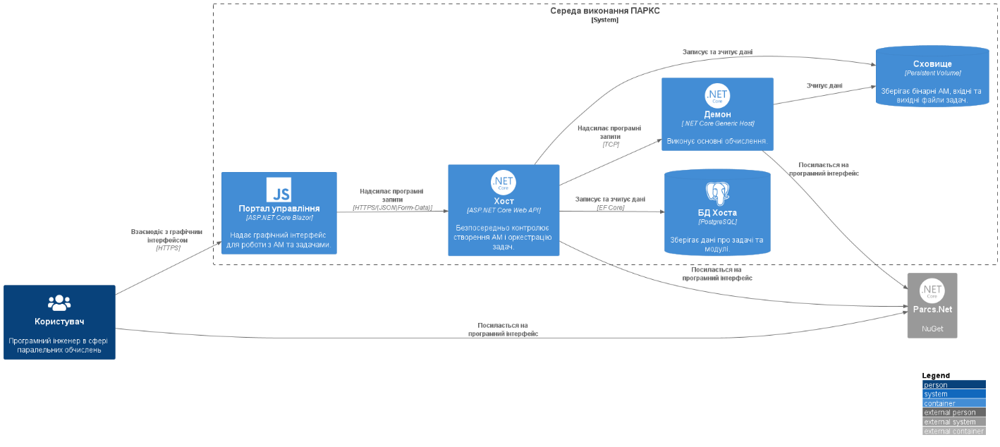 Середа виконання ПАРКС
[System]
Записує та зчитує дані
Сховище
[Persistent Volume]
Зберігає бінарні АМ, вхідні та
вихідні файли задач.
.NET
Core
Демон
[.NET Core Generic Host]
Виконує основні обчислення.
Зчитує дані
Надсилає програмні
запити
[TCP]
Посилається на
програмний інтерфейс
JS
Портал управління
[ASP.NET Core Blazor]
Надає графічний інтерфейс
для роботи з АМ та задачами.
Надсилає програмні
запити
[HTTPS/(JSON|Form-Data)]
.NET
Core
Хост
[ASP.NET Core Web API]
Безпосередньо контролює
створення АМ і оркестрацію
задач.
Записує та зчитує дані
[EF Core]
БД Хоста
[PostgreSQL]
Зберігає дані про задачі та
модулі.
Взаємодіє з графічним
інтерфейсом
[HTTPS]
Посилається на
програмний інтерфейс
Користувач
Програмний інженер в сфері
паралельних обчислень
Посилається на
програмний інтерфейс
.NET
Core
Parcs.Net
NuGet
Legend
person
system
container
external person
external system
external container